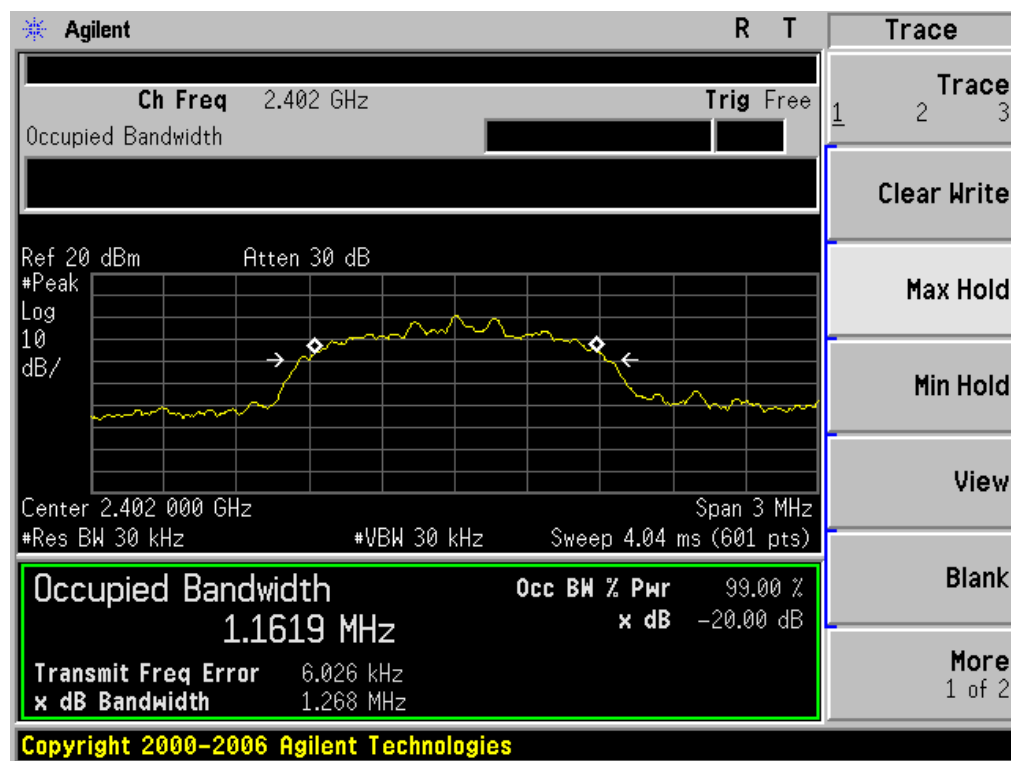 Agilent R T Trace
Ch Freq 2.402 GHz Trig Free
Occupied Bandwidth
Trace
1 2 3
Clear Write
Max Hold
Min Hold
View
Blank
More
1 of 2
Ref 20 dBm Atten 30 dB
#Peak
Log
10
dB/
Center 2.402 000 GHz Span 3 MHz
#Res BW 30 kHz #VBW 30 kHz Sweep 4.04 ms (601 pts)
Occupied Bandwidth Occ BW % Pwr 99.00 %
1.1619 MHz x dB -20.00 dB
Transmit Freq Error 6.026 kHz
x dB Bandwidth 1.268 MHz
Copyright 2000-2006 Agilent Technologies